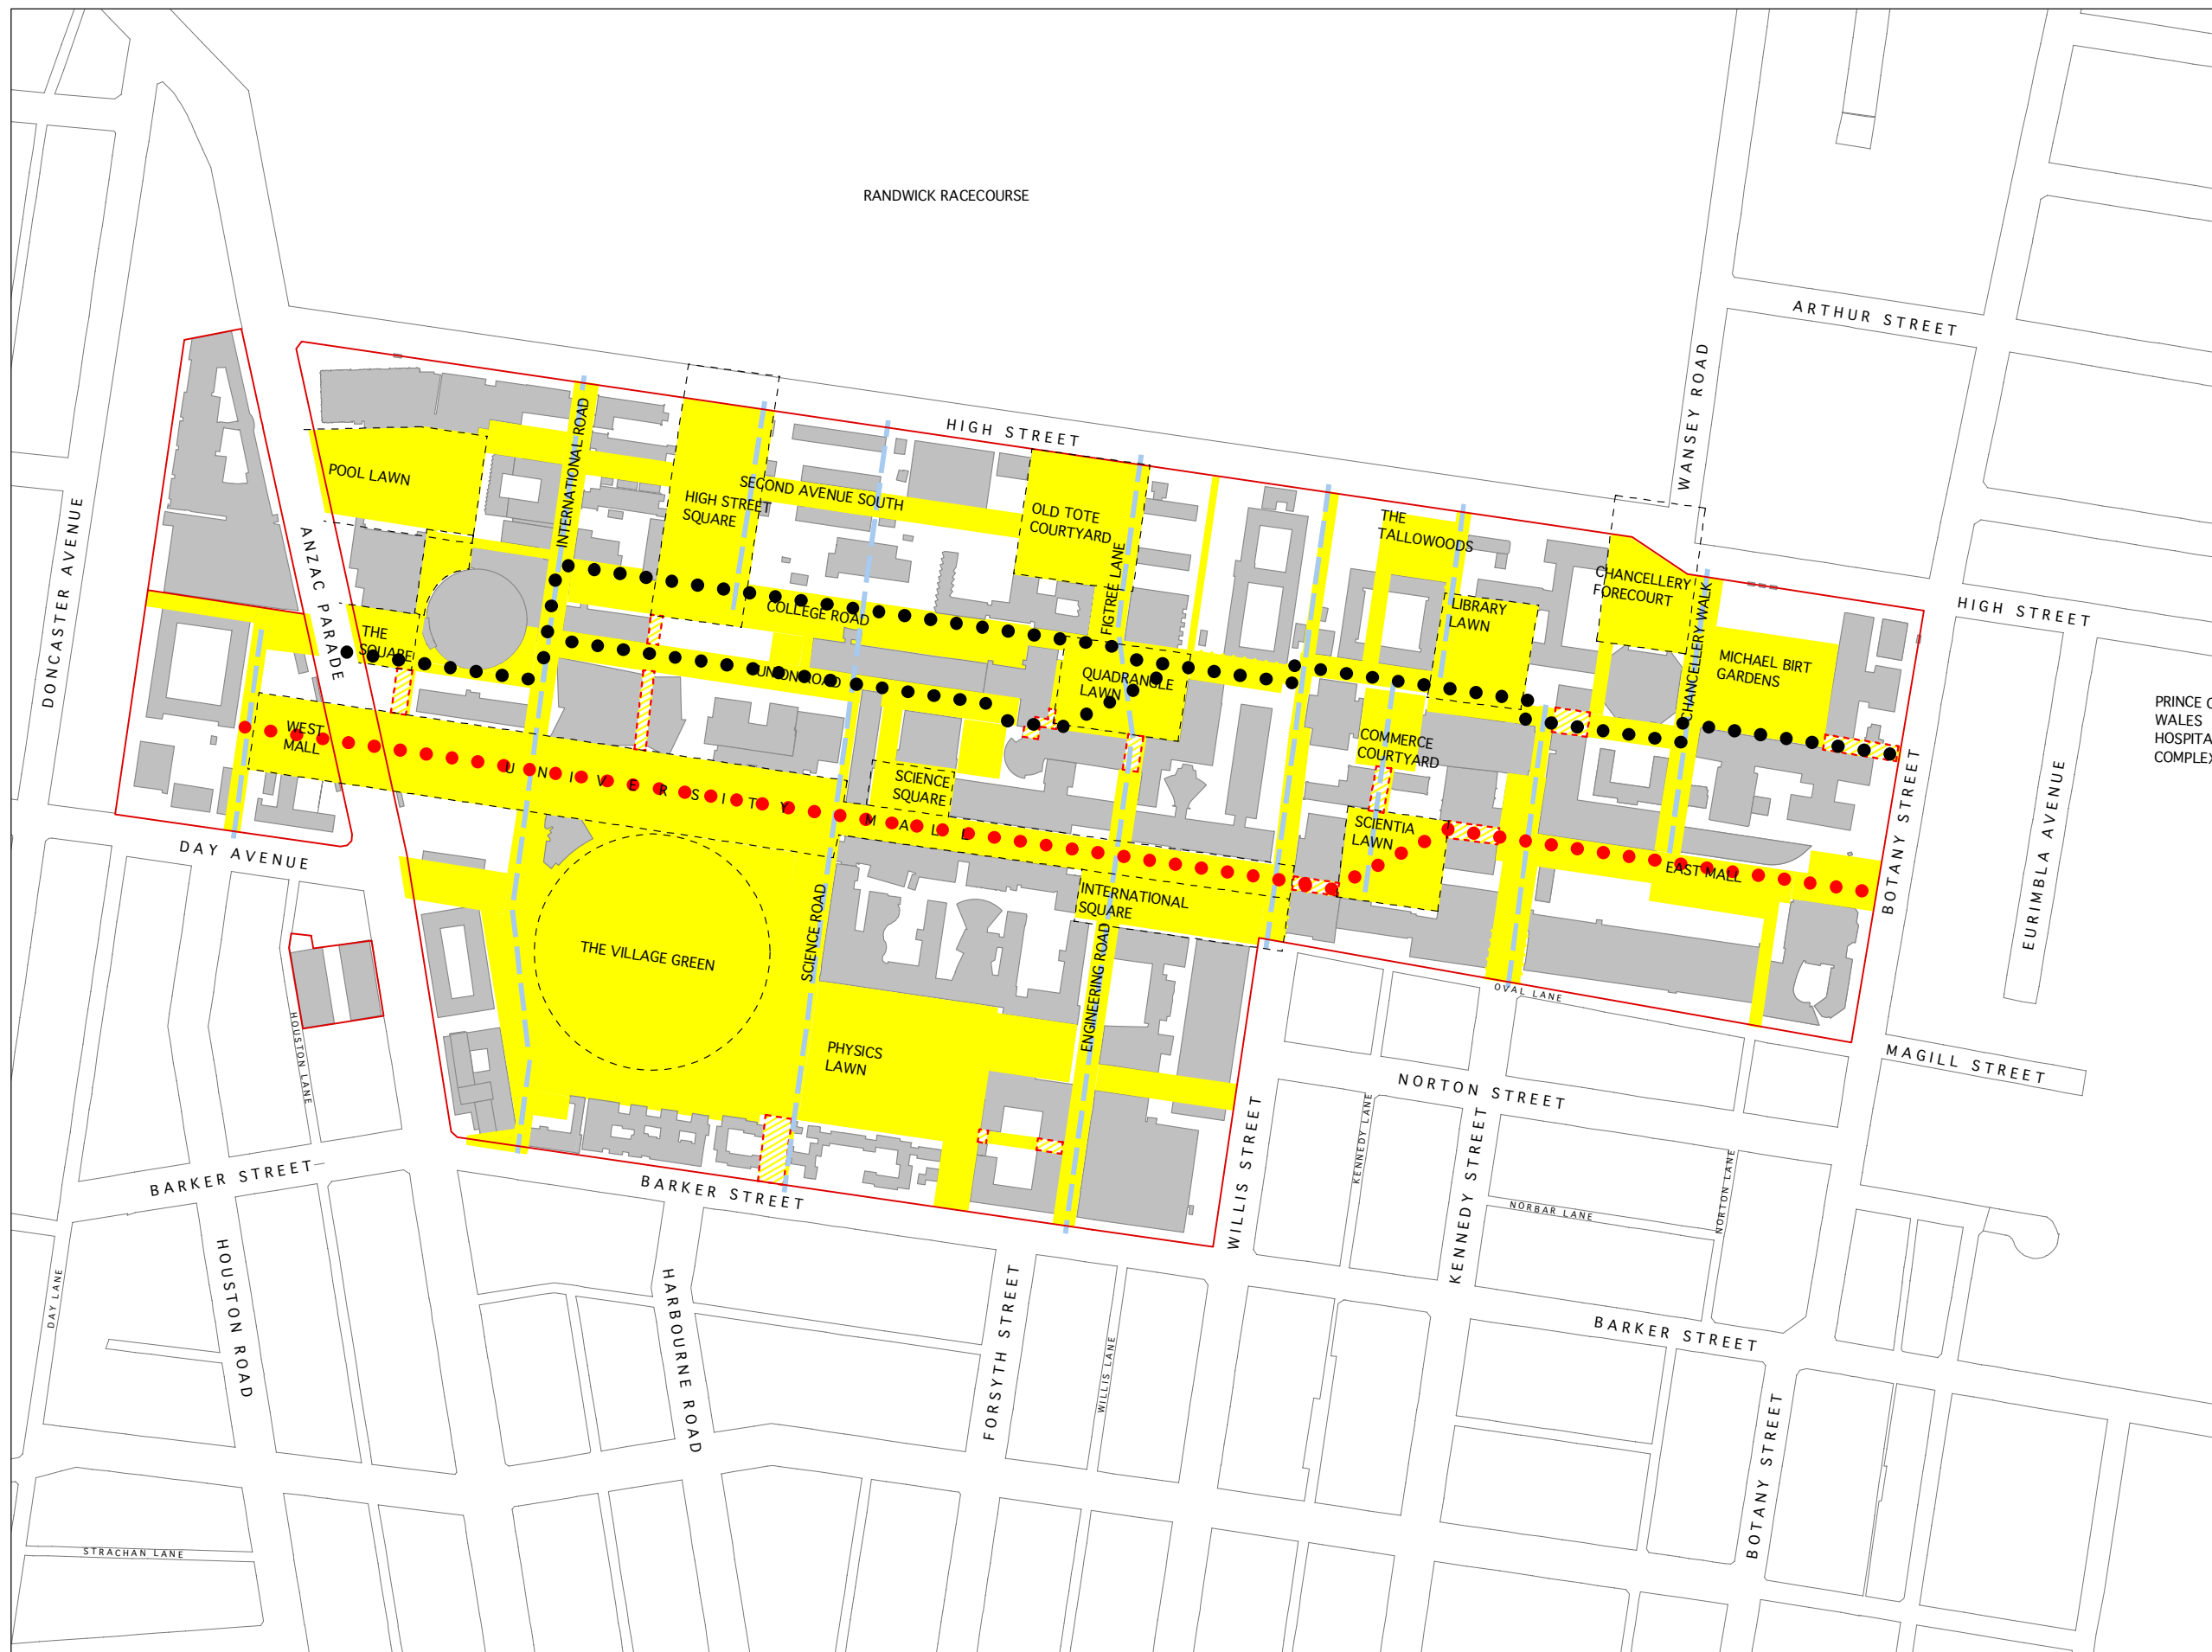 RANDWICK RACECOURSE
ARTHUR STREET
WANSEY ROAD
HIGH STREET
DONCASTER AVENUE
ANZAC PARADE
POOL LAWN
INTERNATIONAL ROAD
SECOND AVENUE SOUTH
HIGH STREET
SQUARE
OLD TOTE
COURTYARD
FIGTREE LANE
THE
TALLOWOODS
LIBRARY
LAWN
CHANCELLERY
FORECOURT
CHANCELLERY WALK
HIGH STREET
MICHAEL BIRT
GARDENS
THE
SQUARE
COLLEGE ROAD
UNION ROAD
QUADRANGLE
LAWN
PRINCE
WALES
COMPLEX
WEST
MALL
UNIVERSITY MALL
SCIENCE
SQUARE
COMMERCE
COURTYARD
SCIENTIA
LAWN
EAST MALL
BOTANY STREET
EURIMBLA AVENUE
DAY AVENUE
INTERNATIONAL
SQUARE
THE VILLAGE GREEN
SCIENCE ROAD
ENGINEERING ROAD
OVAL LANE
PHYSICS
LAWN
HOUSTON LANE
MAGILL STREET
NORTON STREET
WILLIS STREET
KENNEDY LANE
KENNEDY STREET
NORTON LANE
NORBAR LANE
BARKER STREET
BARKER STREET
DAY LANE
HOUSTON ROAD
HARBOURNE ROAD
FORSYTH STREET
WILLIS LANE
BARKER STREET
BOTANY STREET
STRACHAN LANE